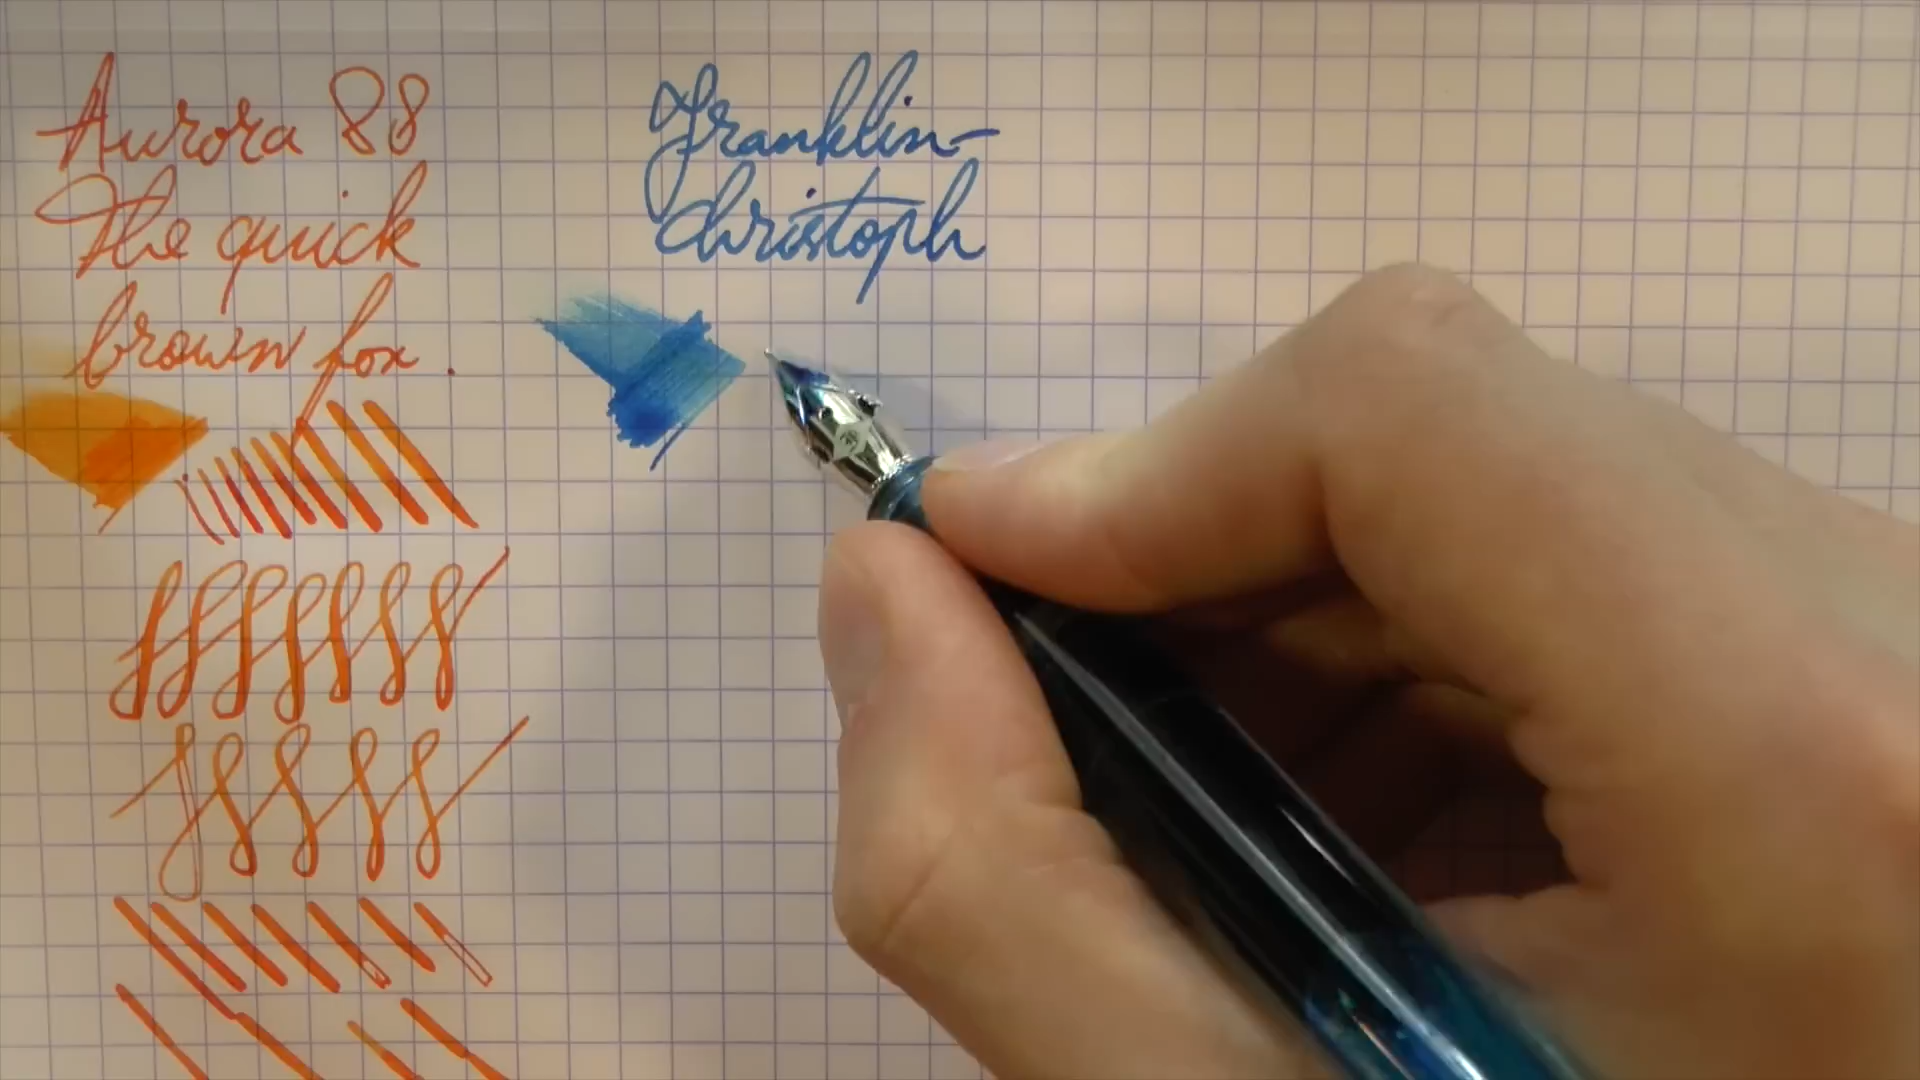 Aurora 88
The quick
brown fox.
Franklin-
Christoph